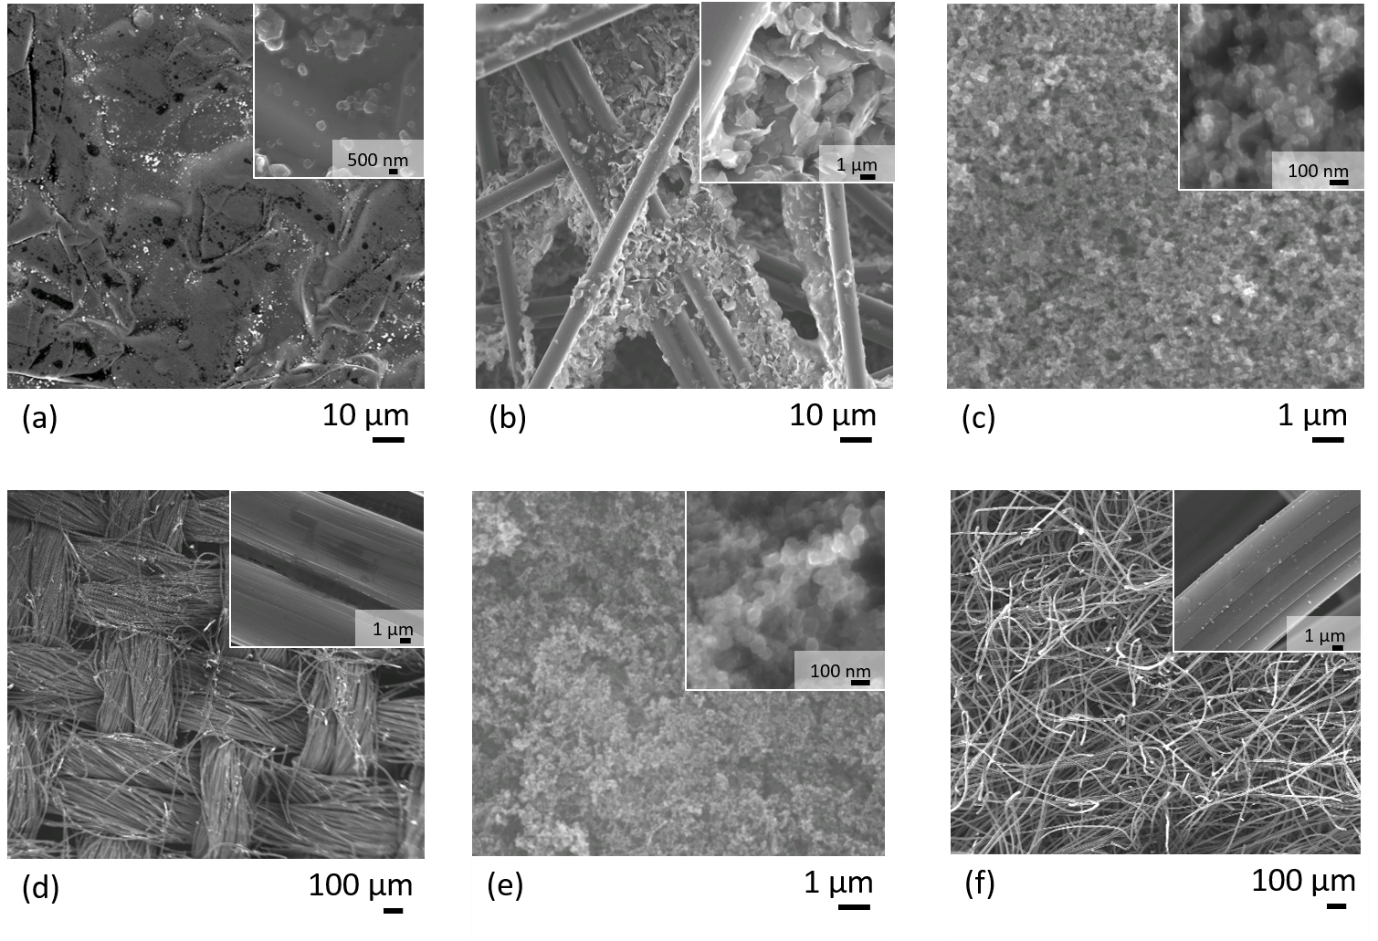 500 nm
1 µm
100 nm
(a) 10 µm
(b) 10 µm
(c) 1 µm
1 µm
100 nm
1 µm
(d) 100 µm
(e) 1 µm
(f) 100 µm